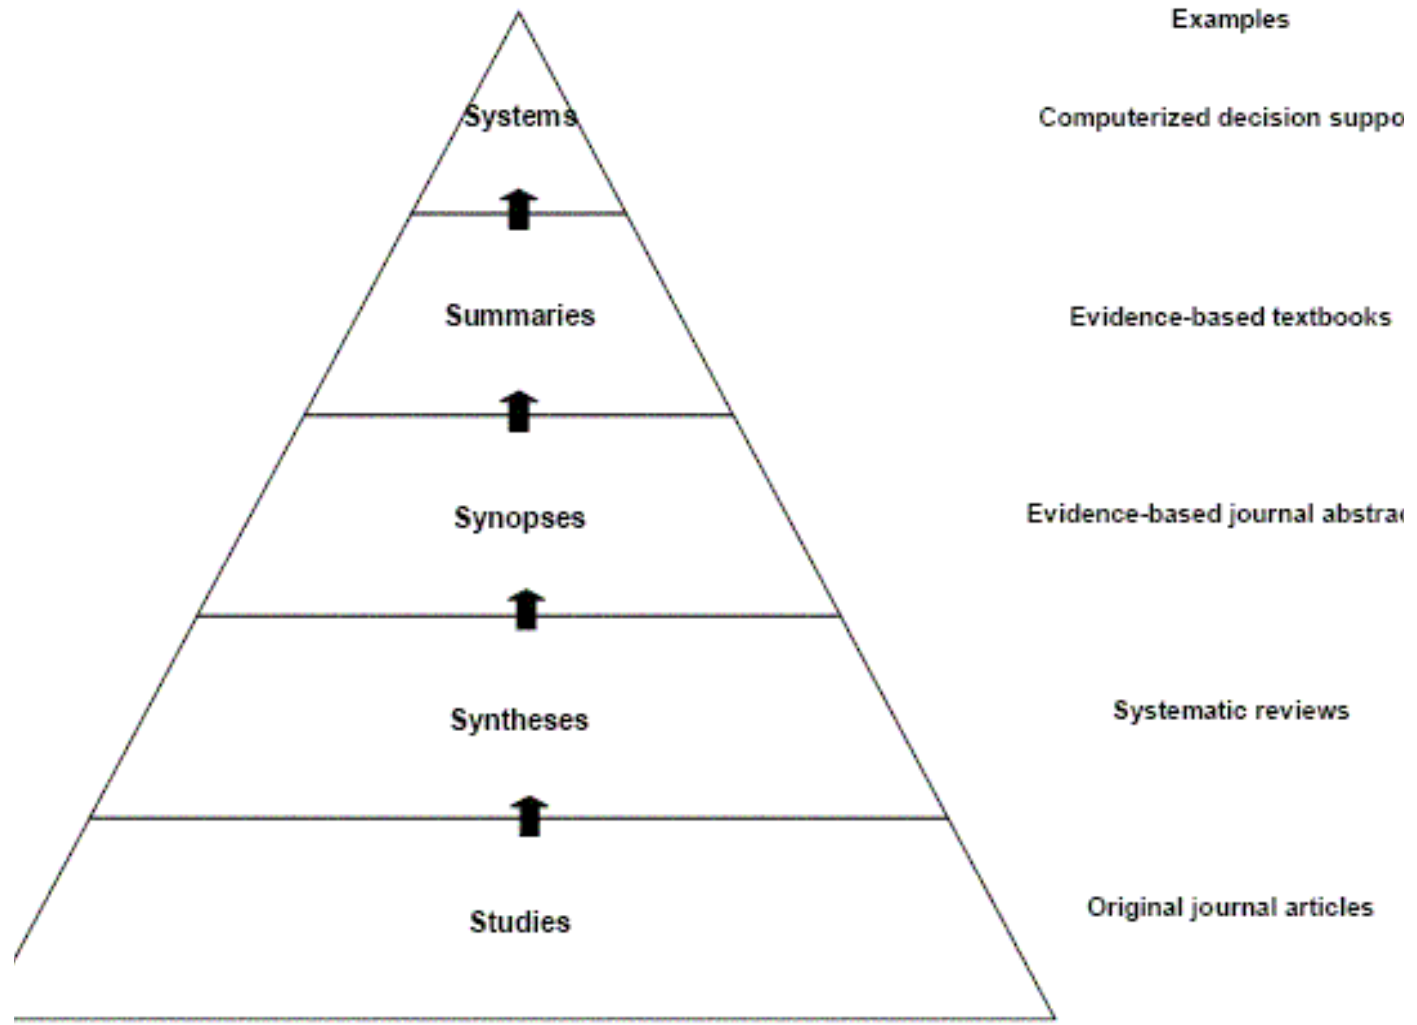 Examples
Systems
Computerized decision suppo
Summaries
Evidence-based textbooks
Synopses
Evidence-based journal abstrac
Syntheses
Systematic reviews
Studies
Original journal articles